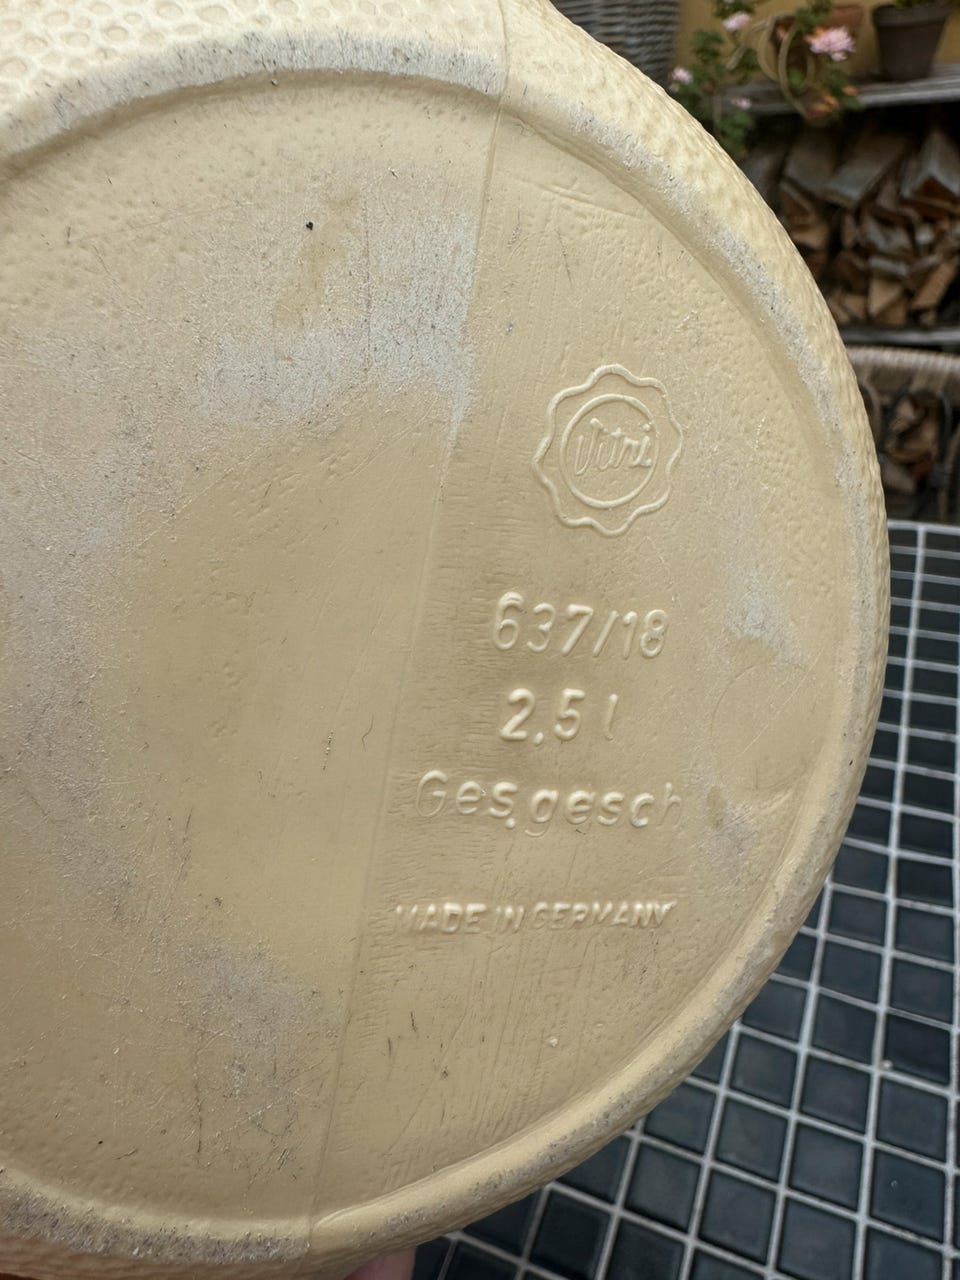 Vitri
637/18
2,5 l
Ges.gesch
MADE IN GERMANY